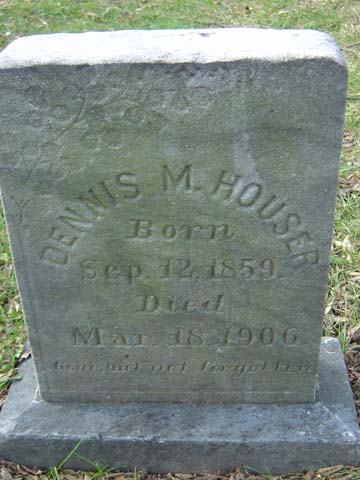 DENNIS M. HOUSER
Born
Sep. 12, 1859.
Died
Mar. 18, 1906
Gone, but not forgotten